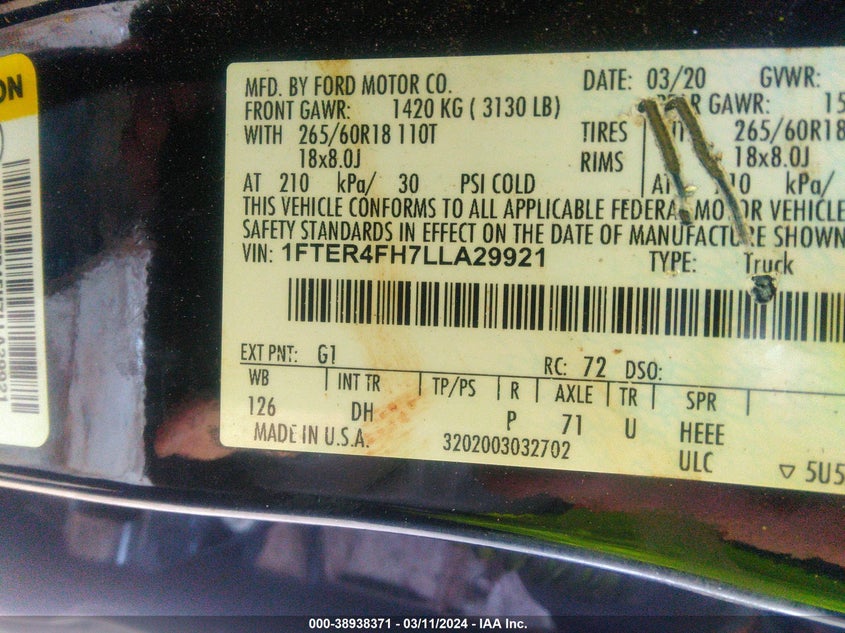 ON
MFD. BY FORD MOTOR CO. DATE: 03/20 GVWR:
FRONT GAWR: 1420 KG ( 3130 LB) GAWR: 15
WITH 265/60R18 110T TIRES 265/60R18
18x8.0J RIMS 18x8.0J
AT 210 kPa/ 30 PSI COLD AT kPa/
THIS VEHICLE CONFORMS TO ALL APPLICABLE FEDERAL MOTOR VEHICLE
SAFETY STANDARDS IN EFFECT ON THE DATE OF MANUFACTURE SHOWN
VIN: 1FTER4FH7LLA29921 TYPE: Truck
EXT PNT: G1 RC: 72 DSO:
WB INT TR TP/PS R AXLE TR SPR
126 DH P 71 U HEEE
MADE IN U.S.A. 3202003032702 ULC 5U5
000-38938371 - 03/11/2024 - IAA Inc.